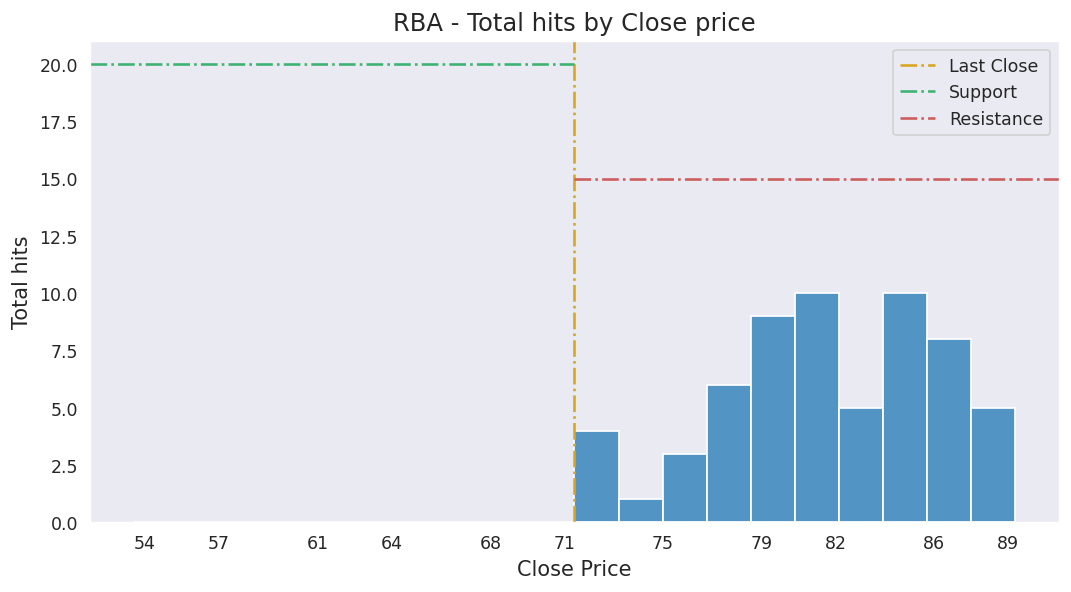 RBA - Total hits by Close price
Last Close
Support
Resistance
Total hits
20.0
17.5
15.0
12.5
10.0
7.5
5.0
2.5
0.0
54 57 61 64 68 71 75 79 82 86 89
Close Price